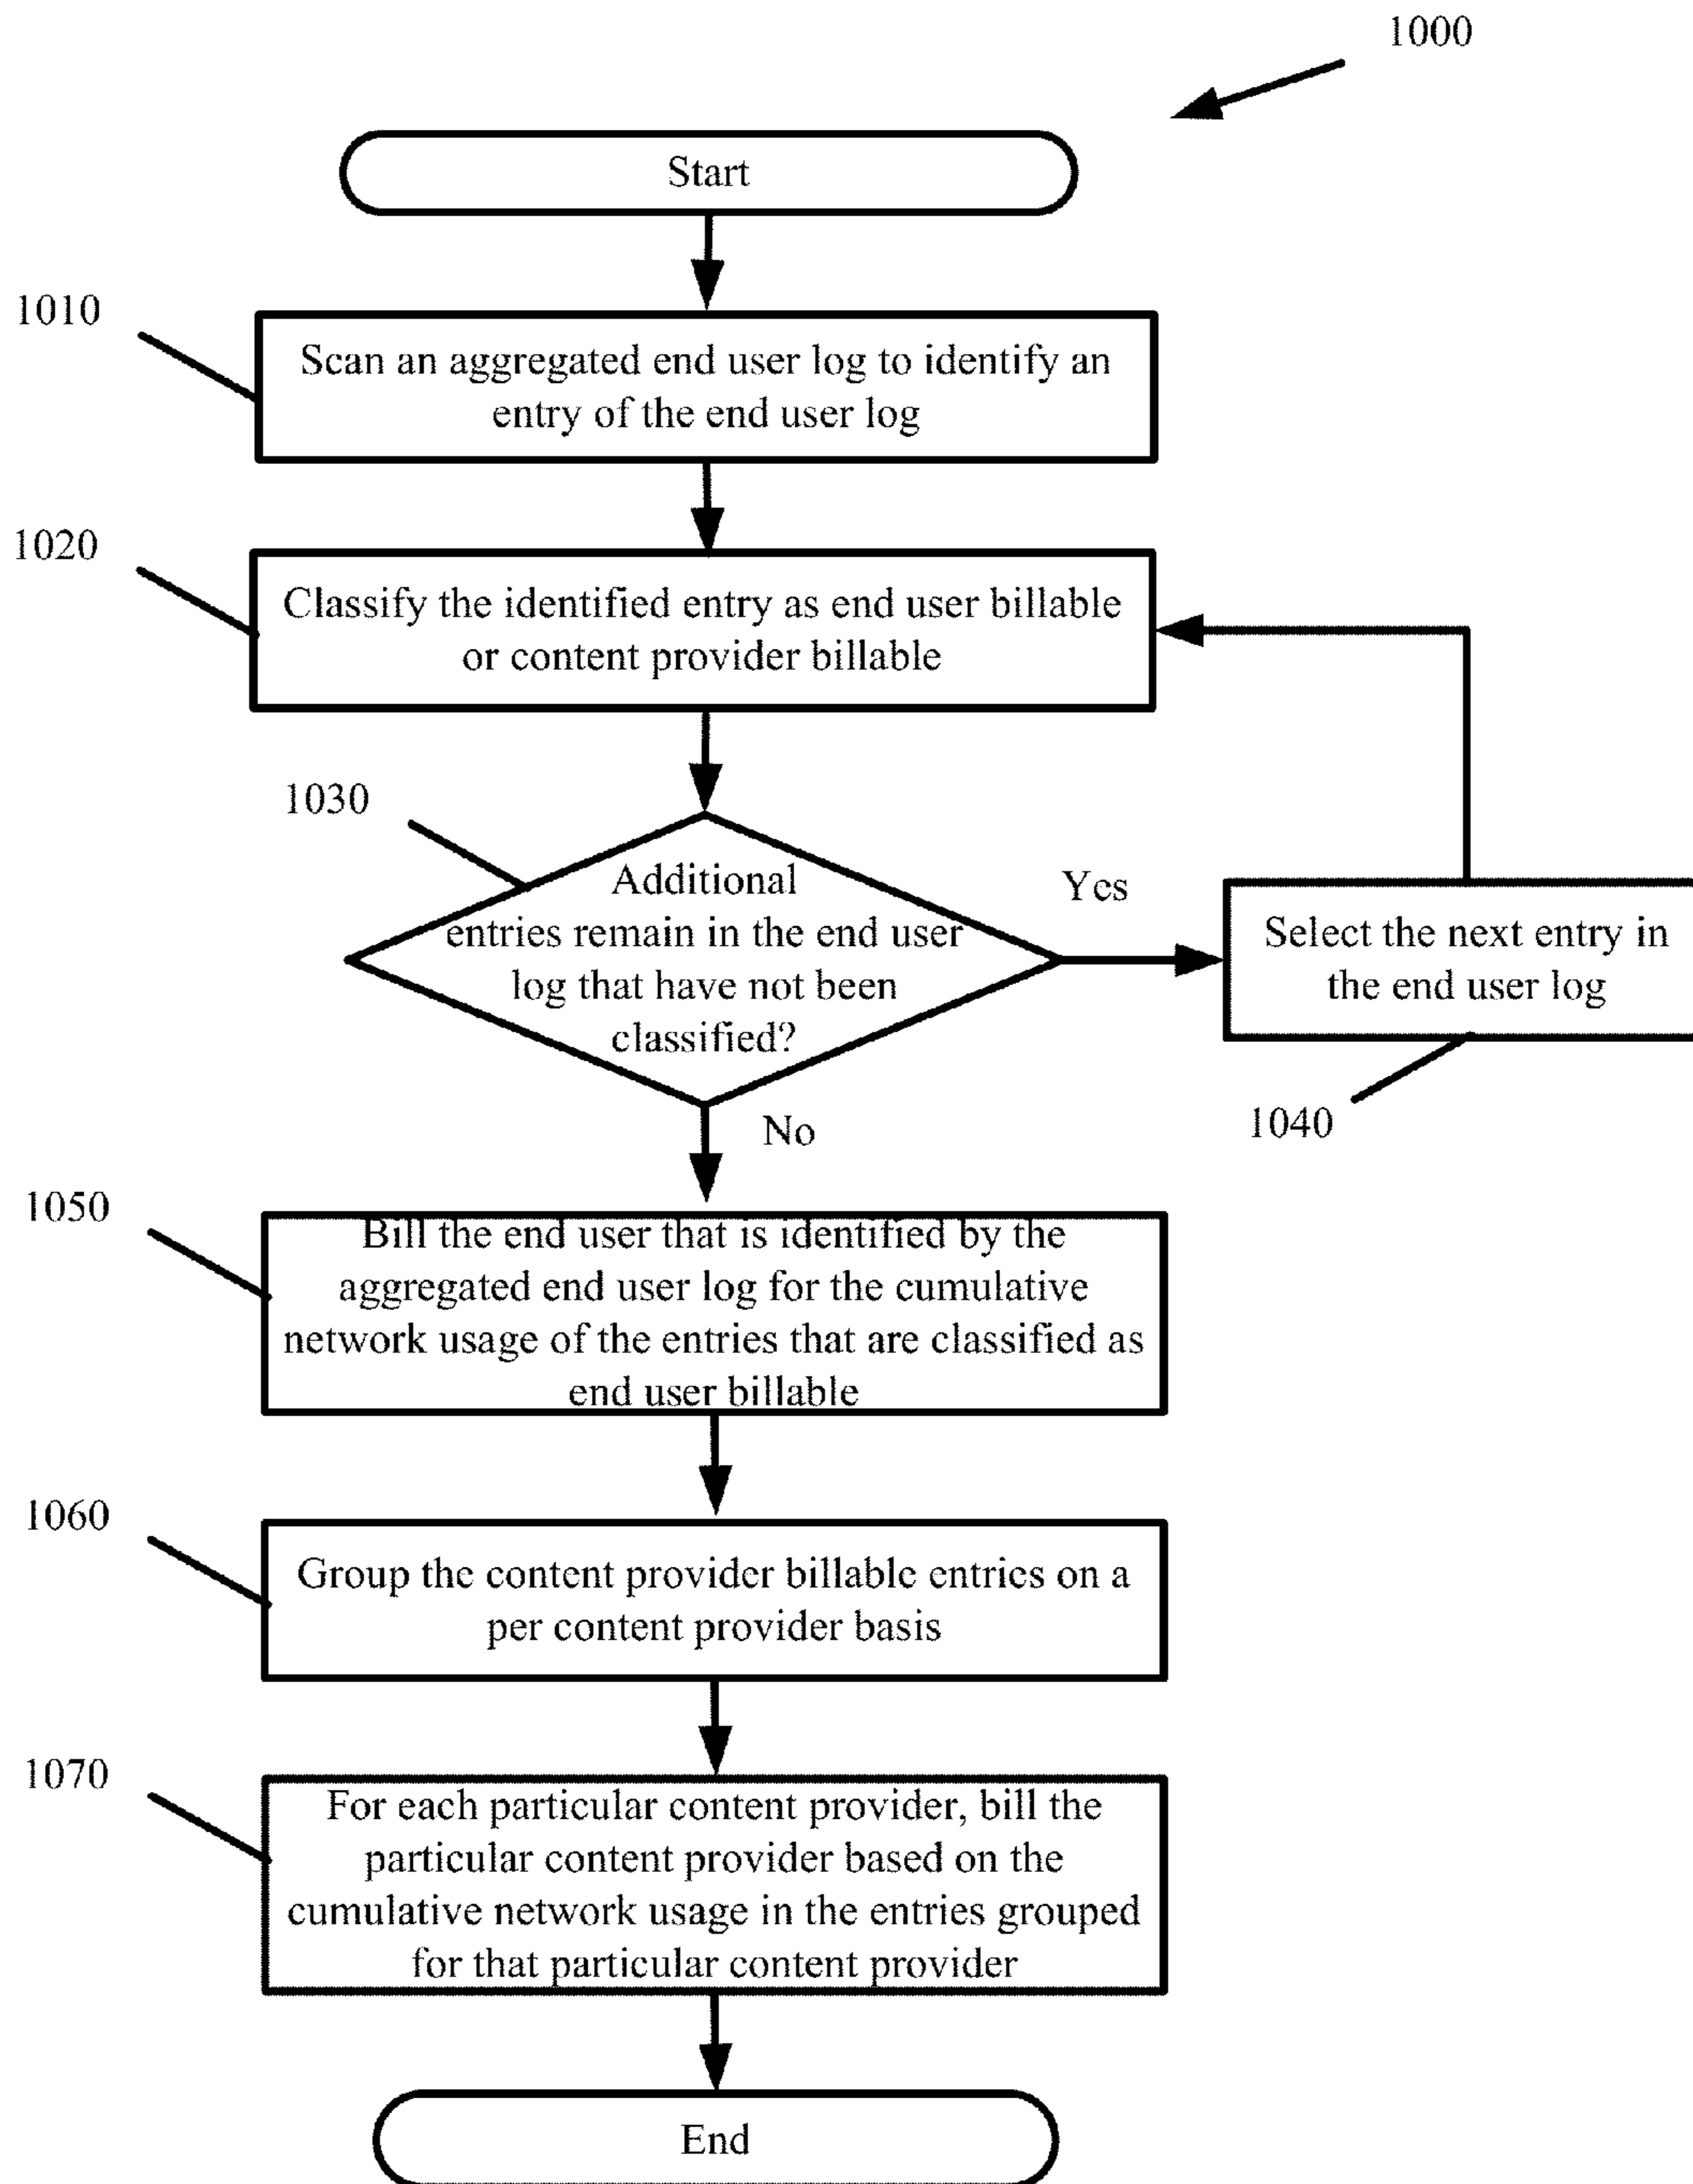 1000
Start
1010
Scan an aggregated end user log to identify an
entry of the end user log
1020
Classify the identified entry as end user billable
or content provider billable
1030
Additional
entries remain in the end user
log that have not been
classified?
Yes
Select the next entry in
the end user log
1040
No
1050
Bill the end user that is identified by the
aggregated end user log for the cumulative
network usage of the entries that are classified as
end user billable
1060
Group the content provider billable entries on a
per content provider basis
1070
For each particular content provider, bill the
particular content provider based on the
cumulative network usage in the entries grouped
for that particular content provider
End